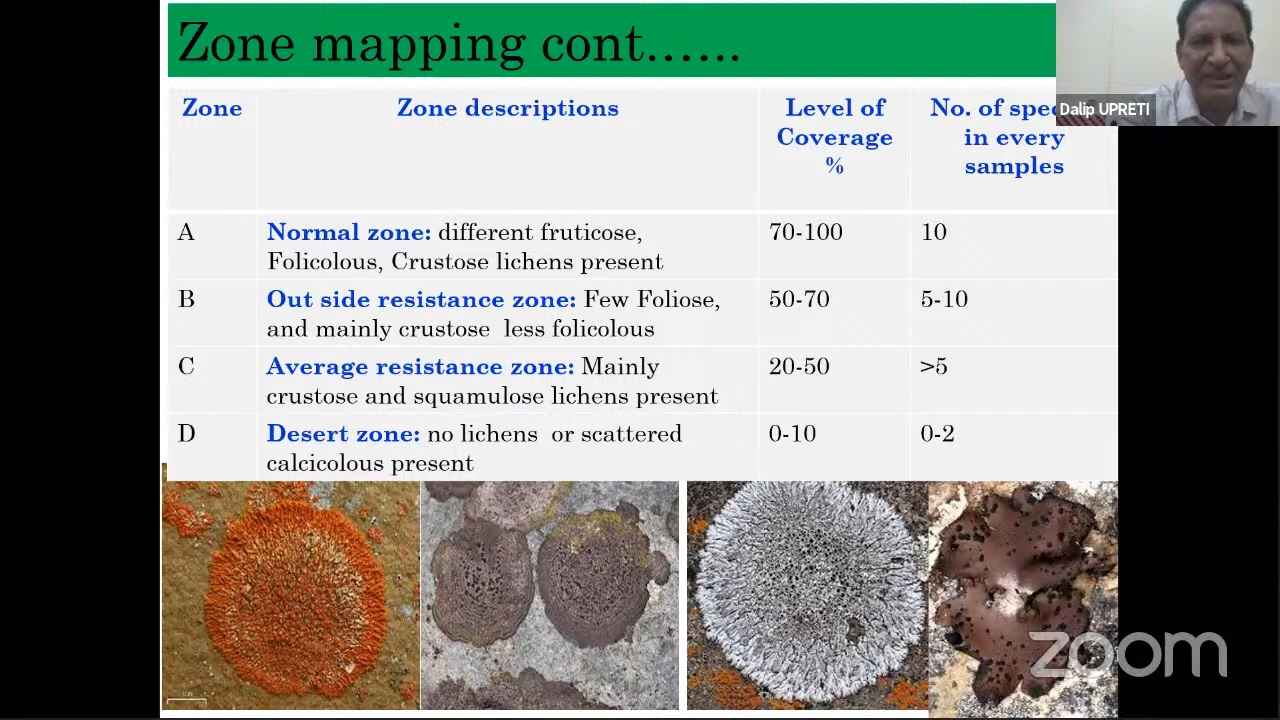 Zone mapping cont......
Dalip UPRETI
Zone
Zone descriptions
Level of
Coverage
%
No. of
in every
samples
A
Normal zone: different fruticose,
Folicolous, Crustose lichens present
70-100
10
B
Out side resistance zone: Few Foliose,
and mainly crustose less folicolous
50-70
5-10
C
Average resistance zone: Mainly
crustose and squamulose lichens present
20-50
>5
D
Desert zone: no lichens or scattered
calcicolous present
0-10
0-2
zoom